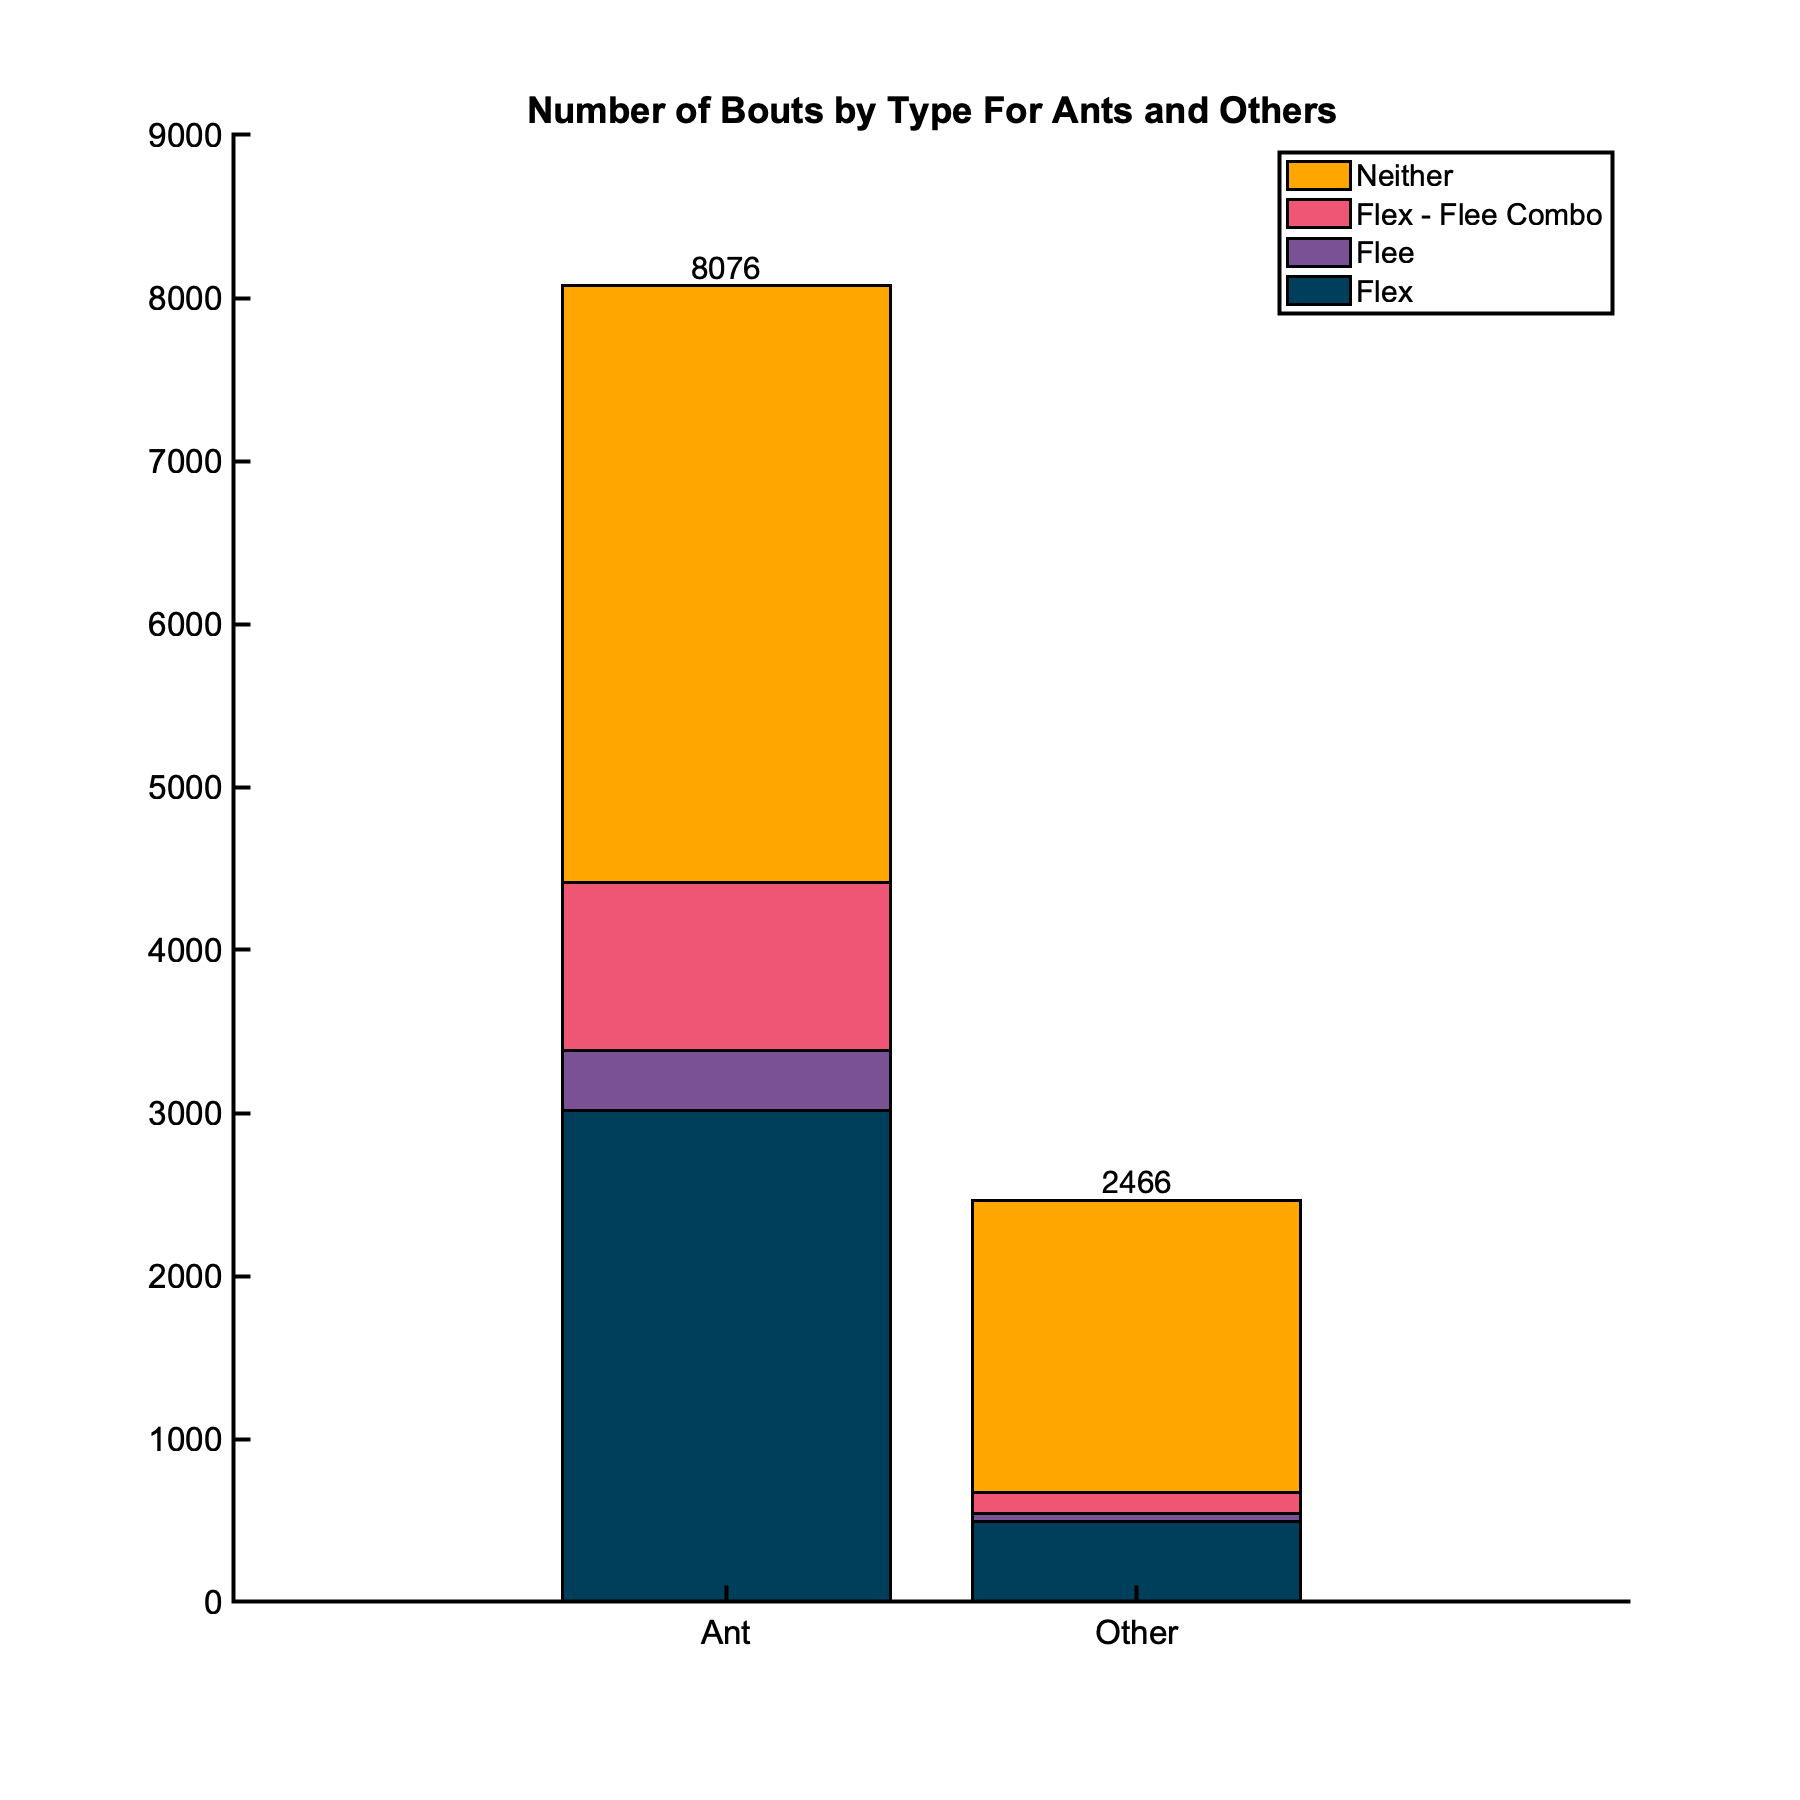 Number of Bouts by Type For Ants and Others
9000
8000
7000
6000
5000
4000
3000
2000
1000
0
Neither
Flex - Flee Combo
Flee
Flex
8076
2466
Ant
Other